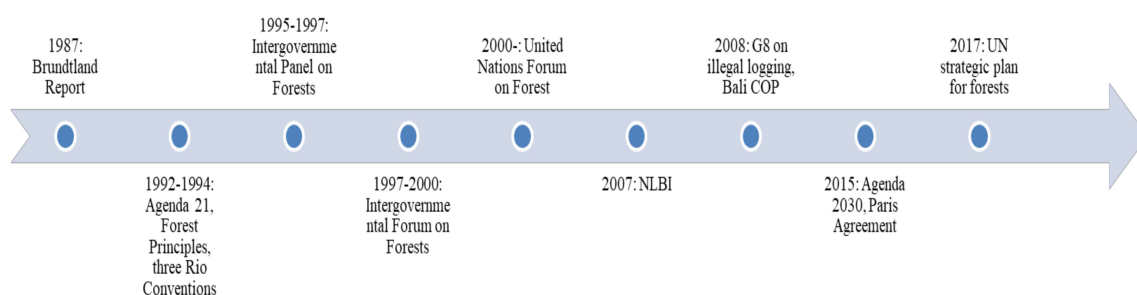 1987:
Brundtland
Report
1992-1994:
Agenda 21,
Forest
Principles,
three Rio
Conventions
1995-1997:
Intergovernme
ntal Panel on
Forests
1997-2000:
Intergovernme
ntal Forum on
Forests
2000-: United
Nations Forum
on Forest
2007: NLBI
2008: G8 on
illegal logging,
Bali COP
2015: Agenda
2030, Paris
Agreement
2017: UN
strategic plan
for forests